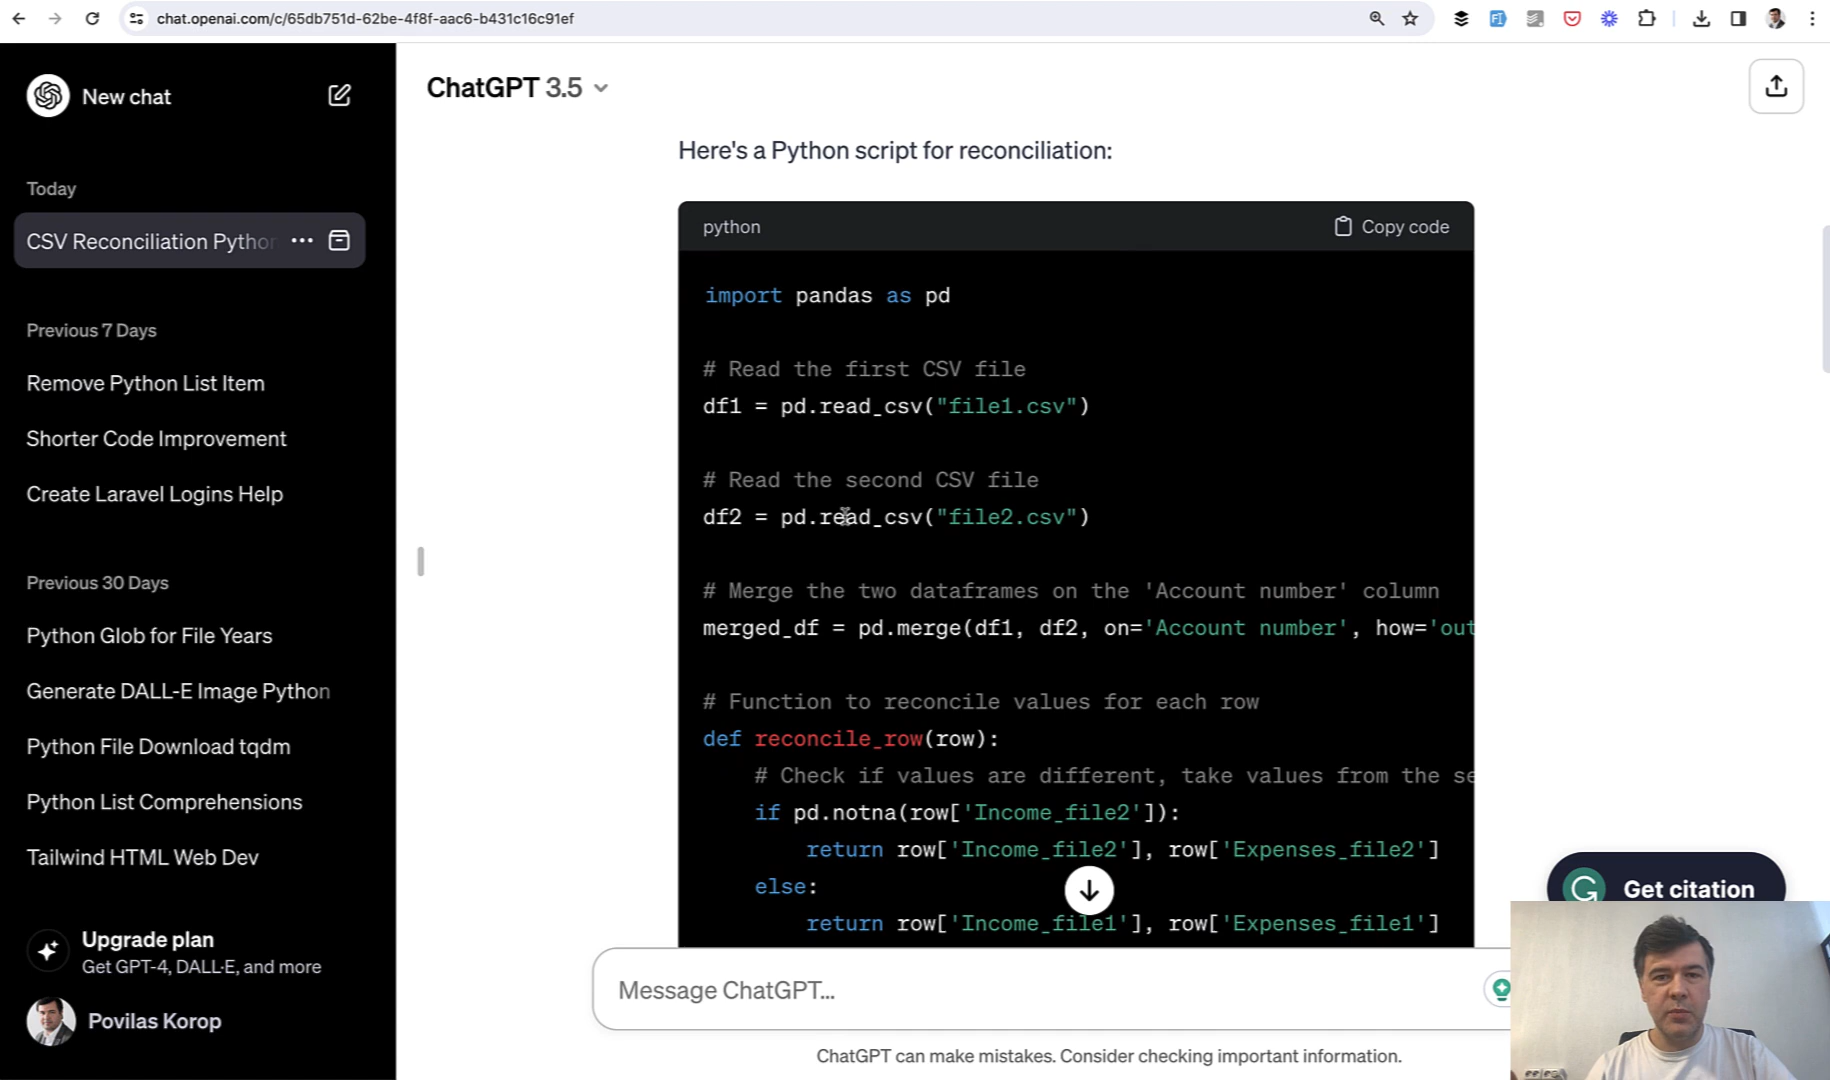 chat.openai.com/c/65db751d-62be-4f8f-aac6-b431c16c91ef
New chat
Today
CSV Reconciliation Python
Previous 7 Days
Remove Python List Item
Shorter Code Improvement
Create Laravel Logins Help
Previous 30 Days
Python Glob for File Years
Generate DALL-E Image Python
Python File Download tqdm
Python List Comprehensions
Tailwind HTML Web Dev
Upgrade plan
Get GPT-4, DALL·E, and more
Povilas Korop
ChatGPT 3.5
Here's a Python script for reconciliation:
python
Copy code
import pandas as pd
# Read the first CSV file
df1 = pd.read_csv("file1.csv")
# Read the second CSV file
df2 = pd.read_csv("file2.csv")
# Merge the two dataframes on the 'Account number' column
merged_df = pd.merge(df1, df2, on='Account number', how='out
# Function to reconcile values for each row
def reconcile_row(row):
# Check if values are different, take values from the se
if pd.notna(row['Income_file2']):
return row['Income_file2'], row['Expenses_file2']
else:
return row['Income_file1'], row['Expenses_file1']
Get citation
Message ChatGPT...
ChatGPT can make mistakes. Consider checking important information.